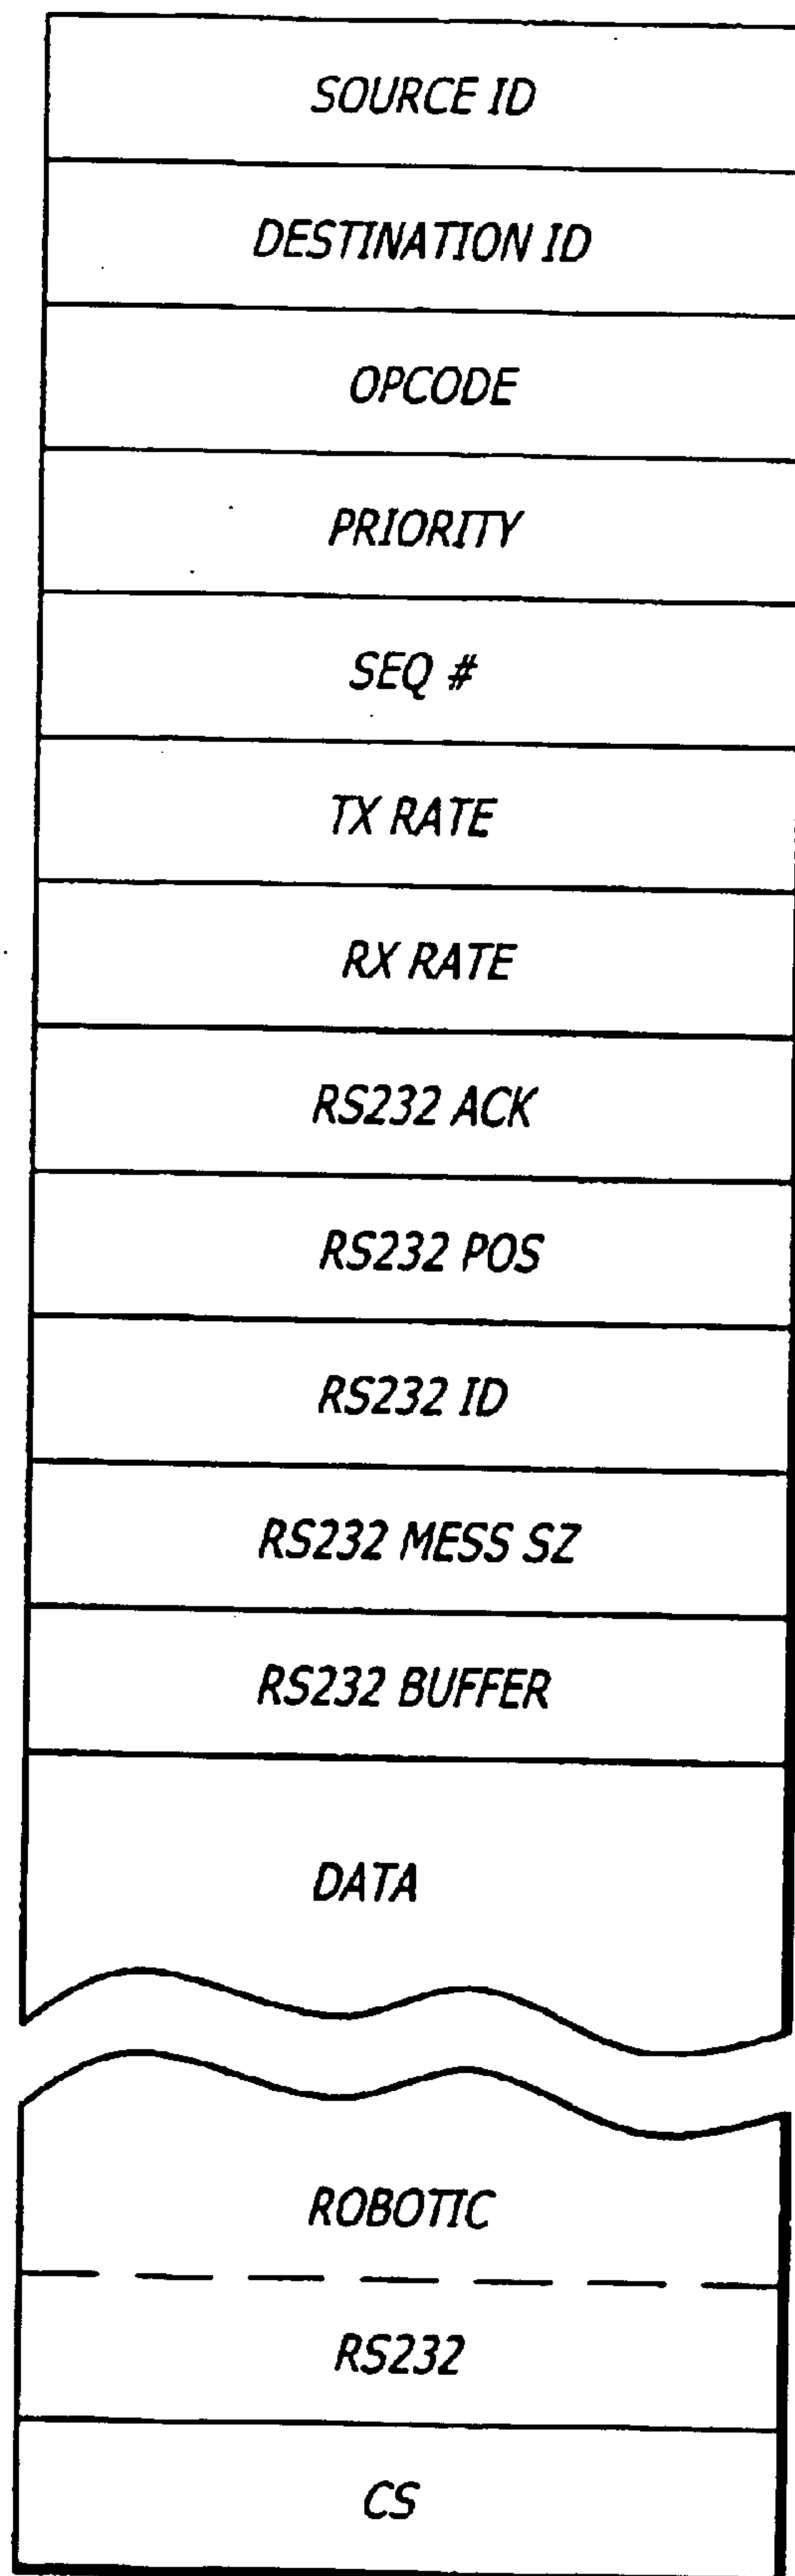 SOURCE ID
DESTINATION ID
OPCODE
PRIORITY
SEQ #
TX RATE
RX RATE
RS232 ACK
RS232 POS
RS232 ID
RS232 MESS SZ
RS232 BUFFER
DATA
ROBOTIC
RS232
CS